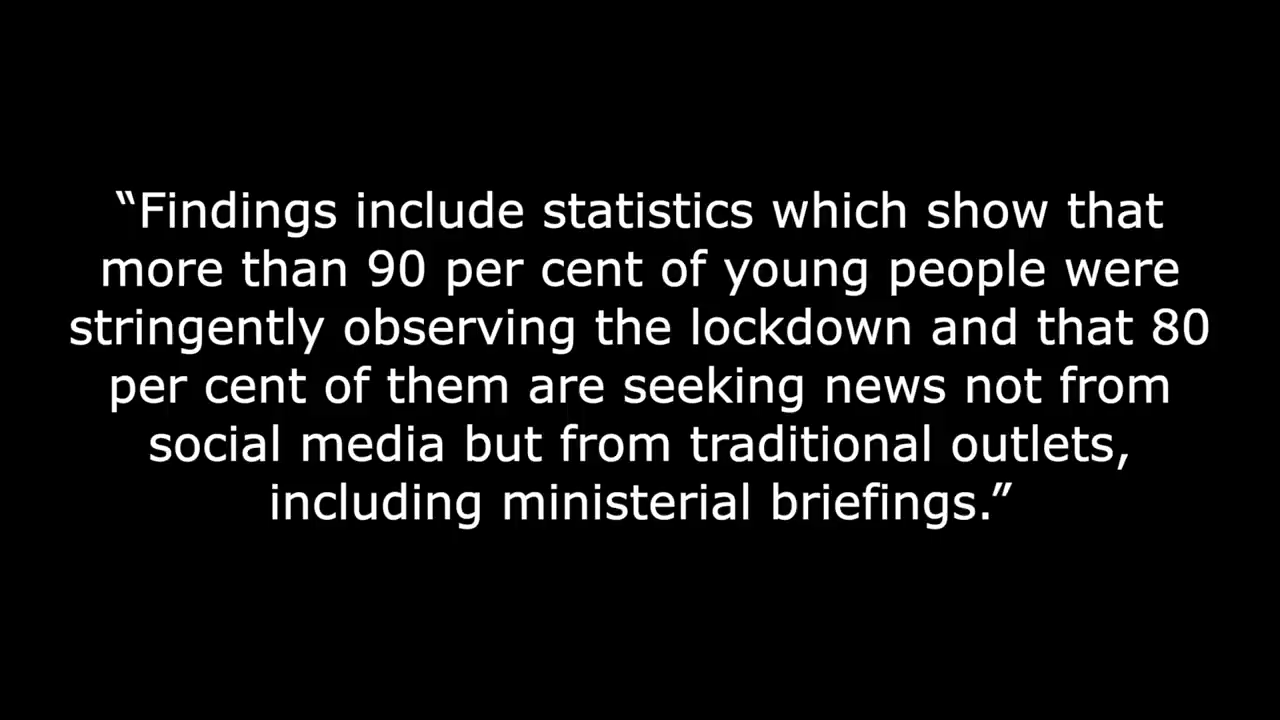 “Findings include statistics which show that
more than 90 per cent of young people were
stringently observing the lockdown and that 80
per cent of them are seeking news not from
social media but from traditional outlets,
including ministerial briefings.”